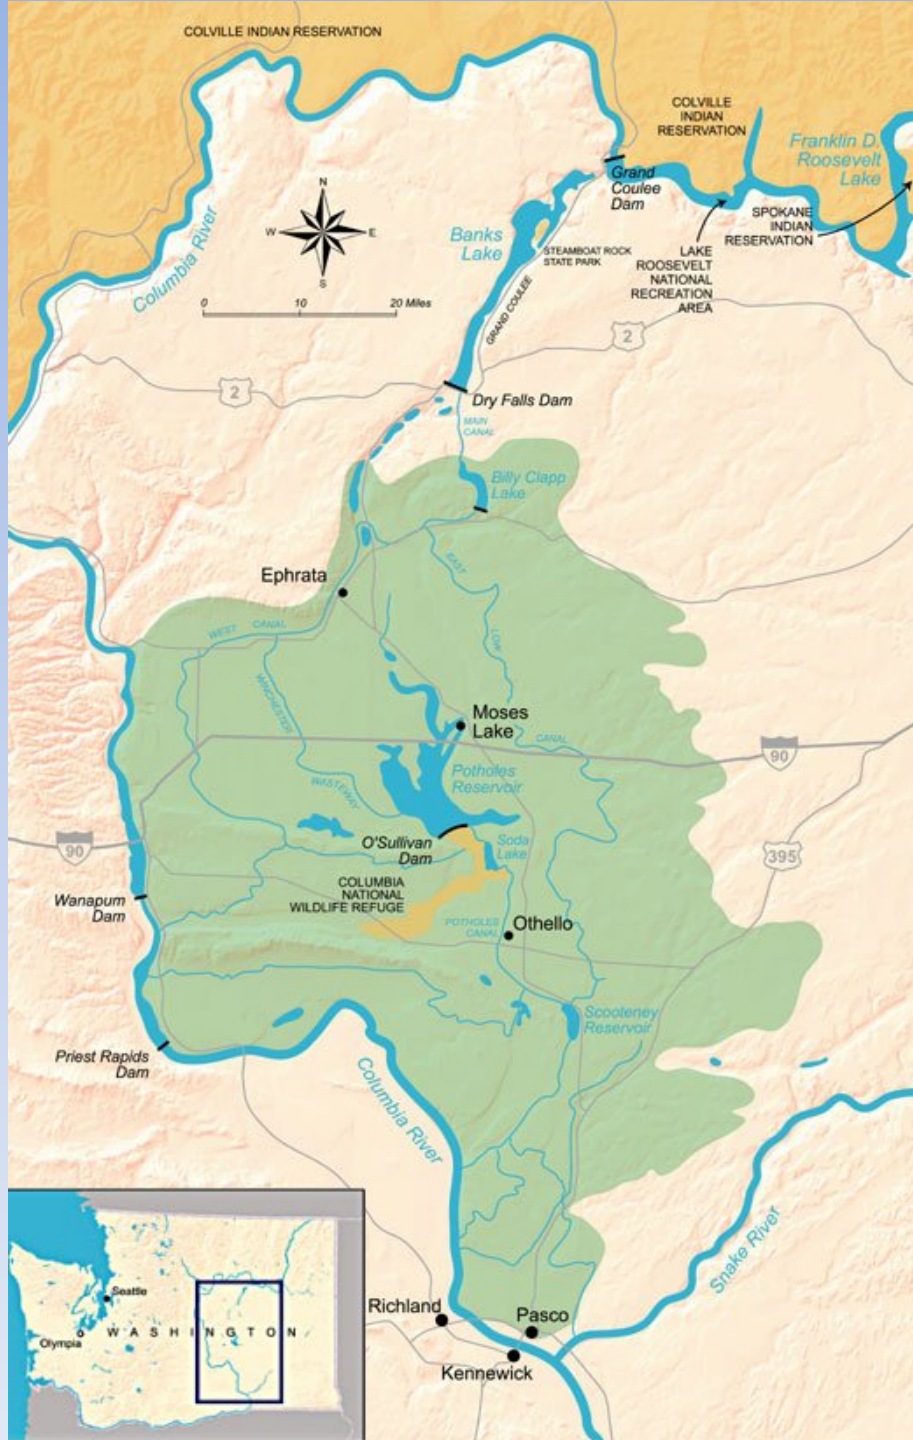 COLVILLE INDIAN RESERVATION
COLVILLE
INDIAN
RESERVATION
Franklin D.
Roosevelt
Lake
Grand
Coulee
Dam
SPOKANE
INDIAN
RESERVATION
Columbia River
N
W
E
S
Banks
Lake
STEAMBOAT ROCK
STATE PARK
LAKE
ROOSEVELT
NATIONAL
RECREATION
AREA
0 10 20 Miles
GRAND COULEE
2
2
Dry Falls Dam
MAIN
CANAL
Billy Clapp
Lake
EAST
LOW
CANAL
Ephrata
WEST CANAL
WINCHESTER
WASTEWAY
Moses
Lake
90
Potholes
Reservoir
O'Sullivan
Dam
Soda
Lake
90
395
COLUMBIA
NATIONAL
WILDLIFE REFUGE
Wanapum
Dam
POTHOLES
CANAL
Othello
Scooteney
Reservoir
Priest Rapids
Dam
Columbia River
Snake River
Richland
Pasco
Kennewick
Seattle
Olympia
WASHINGTON